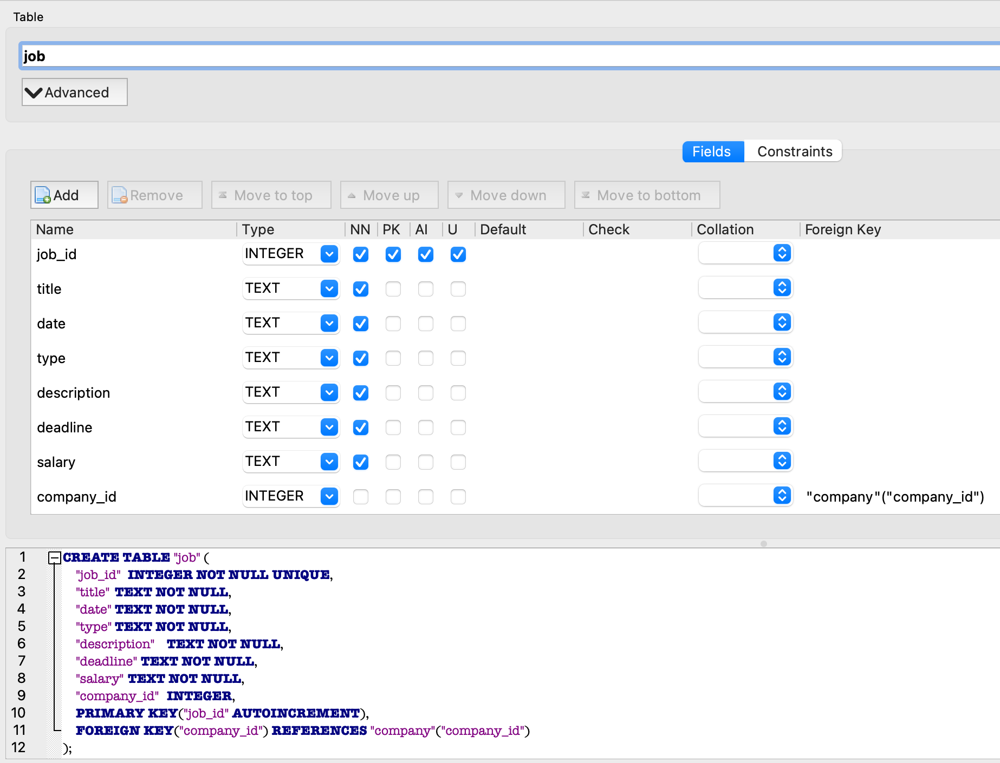 Table
job
Advanced
Fields Constraints
Add Remove Move to top Move up Move down Move to bottom
Name Type NN PK AI U Default Check Collation Foreign Key
job_id INTEGER
title TEXT
date TEXT
type TEXT
description TEXT
deadline TEXT
salary TEXT
company_id INTEGER "company"("company_id")
1 CREATE TABLE "job" (
2 "job_id" INTEGER NOT NULL UNIQUE,
3 "title" TEXT NOT NULL,
4 "date" TEXT NOT NULL,
5 "type" TEXT NOT NULL,
6 "description" TEXT NOT NULL,
7 "deadline" TEXT NOT NULL,
8 "salary" TEXT NOT NULL,
9 "company_id" INTEGER,
10 PRIMARY KEY("job_id" AUTOINCREMENT),
11 FOREIGN KEY("company_id") REFERENCES "company"("company_id")
12 );